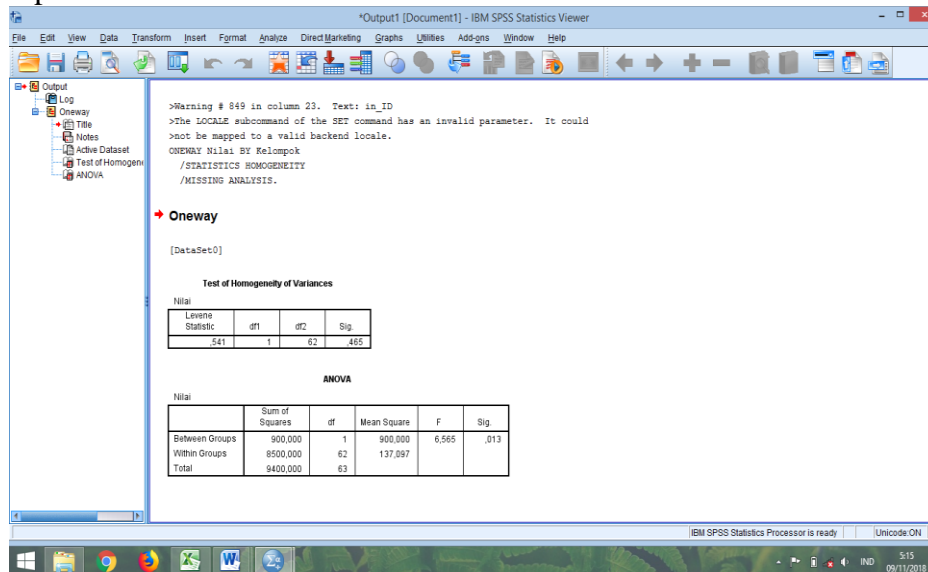 *Output1 [Document1] - IBM SPSS Statistics Viewer
File Edit View Data Transform Insert Format Analyze Direct Marketing Graphs Utilities Add-ons Window Help
Output
Log
Oneway
Title
Notes
Active Dataset
Test of Homogene
ANOVA
>Warning # 849 in column 23. Text: in_ID
>The LOCALE subcommand of the SET command has an invalid parameter. It could
>not be mapped to a valid backend locale.
ONEWAY Nilai BY Kelompok
/STATISTICS HOMOGENEITY
/MISSING ANALYSIS.
Oneway
[DataSet0]
Test of Homogeneity of Variances
Nilai
Levene Statistic df1 df2 Sig.
,541 1 62 ,465
ANOVA
Nilai
Sum of Squares df Mean Square F Sig.
Between Groups 900,000 1 900,000 6,565 ,013
Within Groups 8500,000 62 137,097
Total 9400,000 63
IBM SPSS Statistics Processor is ready Unicode:ON
IND 5:15
09/11/2018